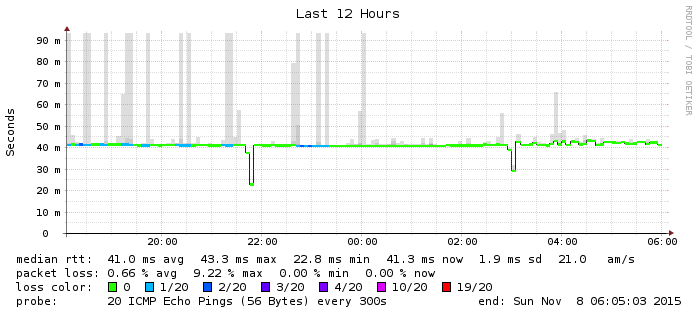 Last 12 Hours
RRDTOOL / TOBI OETIKER
Seconds
90 m
80 m
70 m
60 m
50 m
40 m
30 m
20 m
10 m
0
20:00 22:00 00:00 02:00 04:00 06:00
median rtt: 41.0 ms avg 43.3 ms max 22.8 ms min 41.3 ms now 1.9 ms sd 21.0 am/s
packet loss: 0.66 % avg 9.22 % max 0.00 % min 0.00 % now
loss color: 0 1/20 2/20 3/20 4/20 10/20 19/20
probe: 20 ICMP Echo Pings (56 Bytes) every 300s end: Sun Nov 8 06:05:03 2015